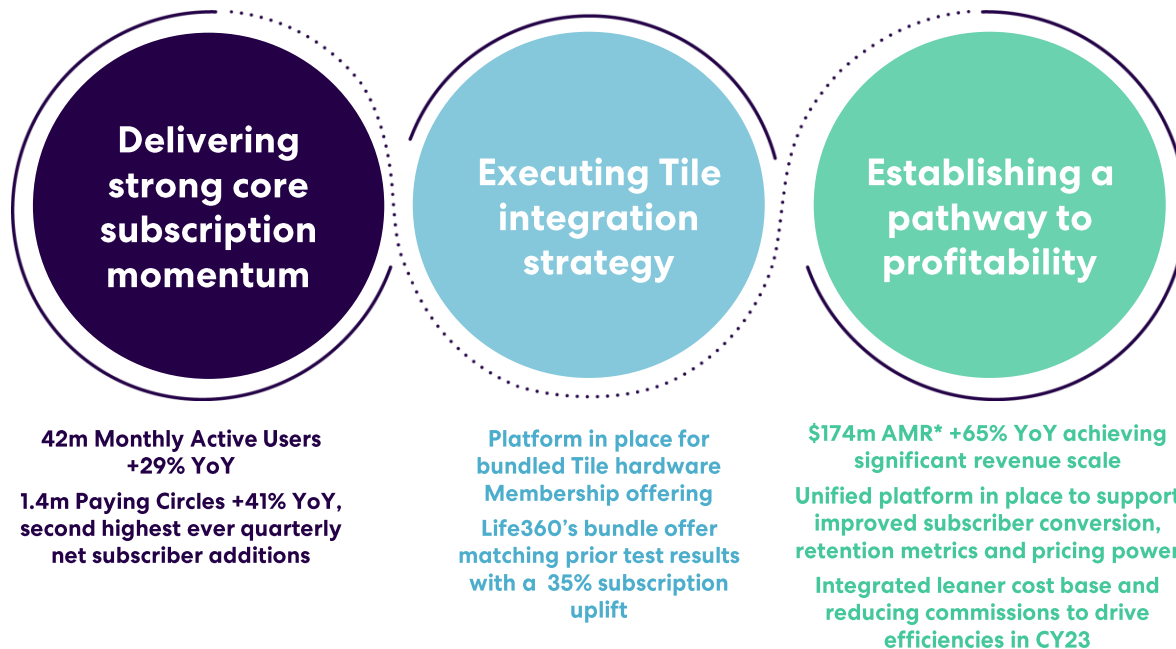 Delivering
strong core
subscription
momentum
42m Monthly Active Users
+29% YoY
1.4m Paying Circles +41% YoY,
second highest ever quarterly
net subscriber additions
Executing Tile
integration
strategy
Platform in place for
bundled Tile hardware
Membership offering
Life360’s bundle offer
matching prior test results
with a 35% subscription
uplift
Establishing a
pathway to
profitability
$174m AMR* +65% YoY achieving
significant revenue scale
Unified platform in place to support
improved subscriber conversion,
retention metrics and pricing power
Integrated leaner cost base and
reducing commissions to drive
efficiencies in CY23